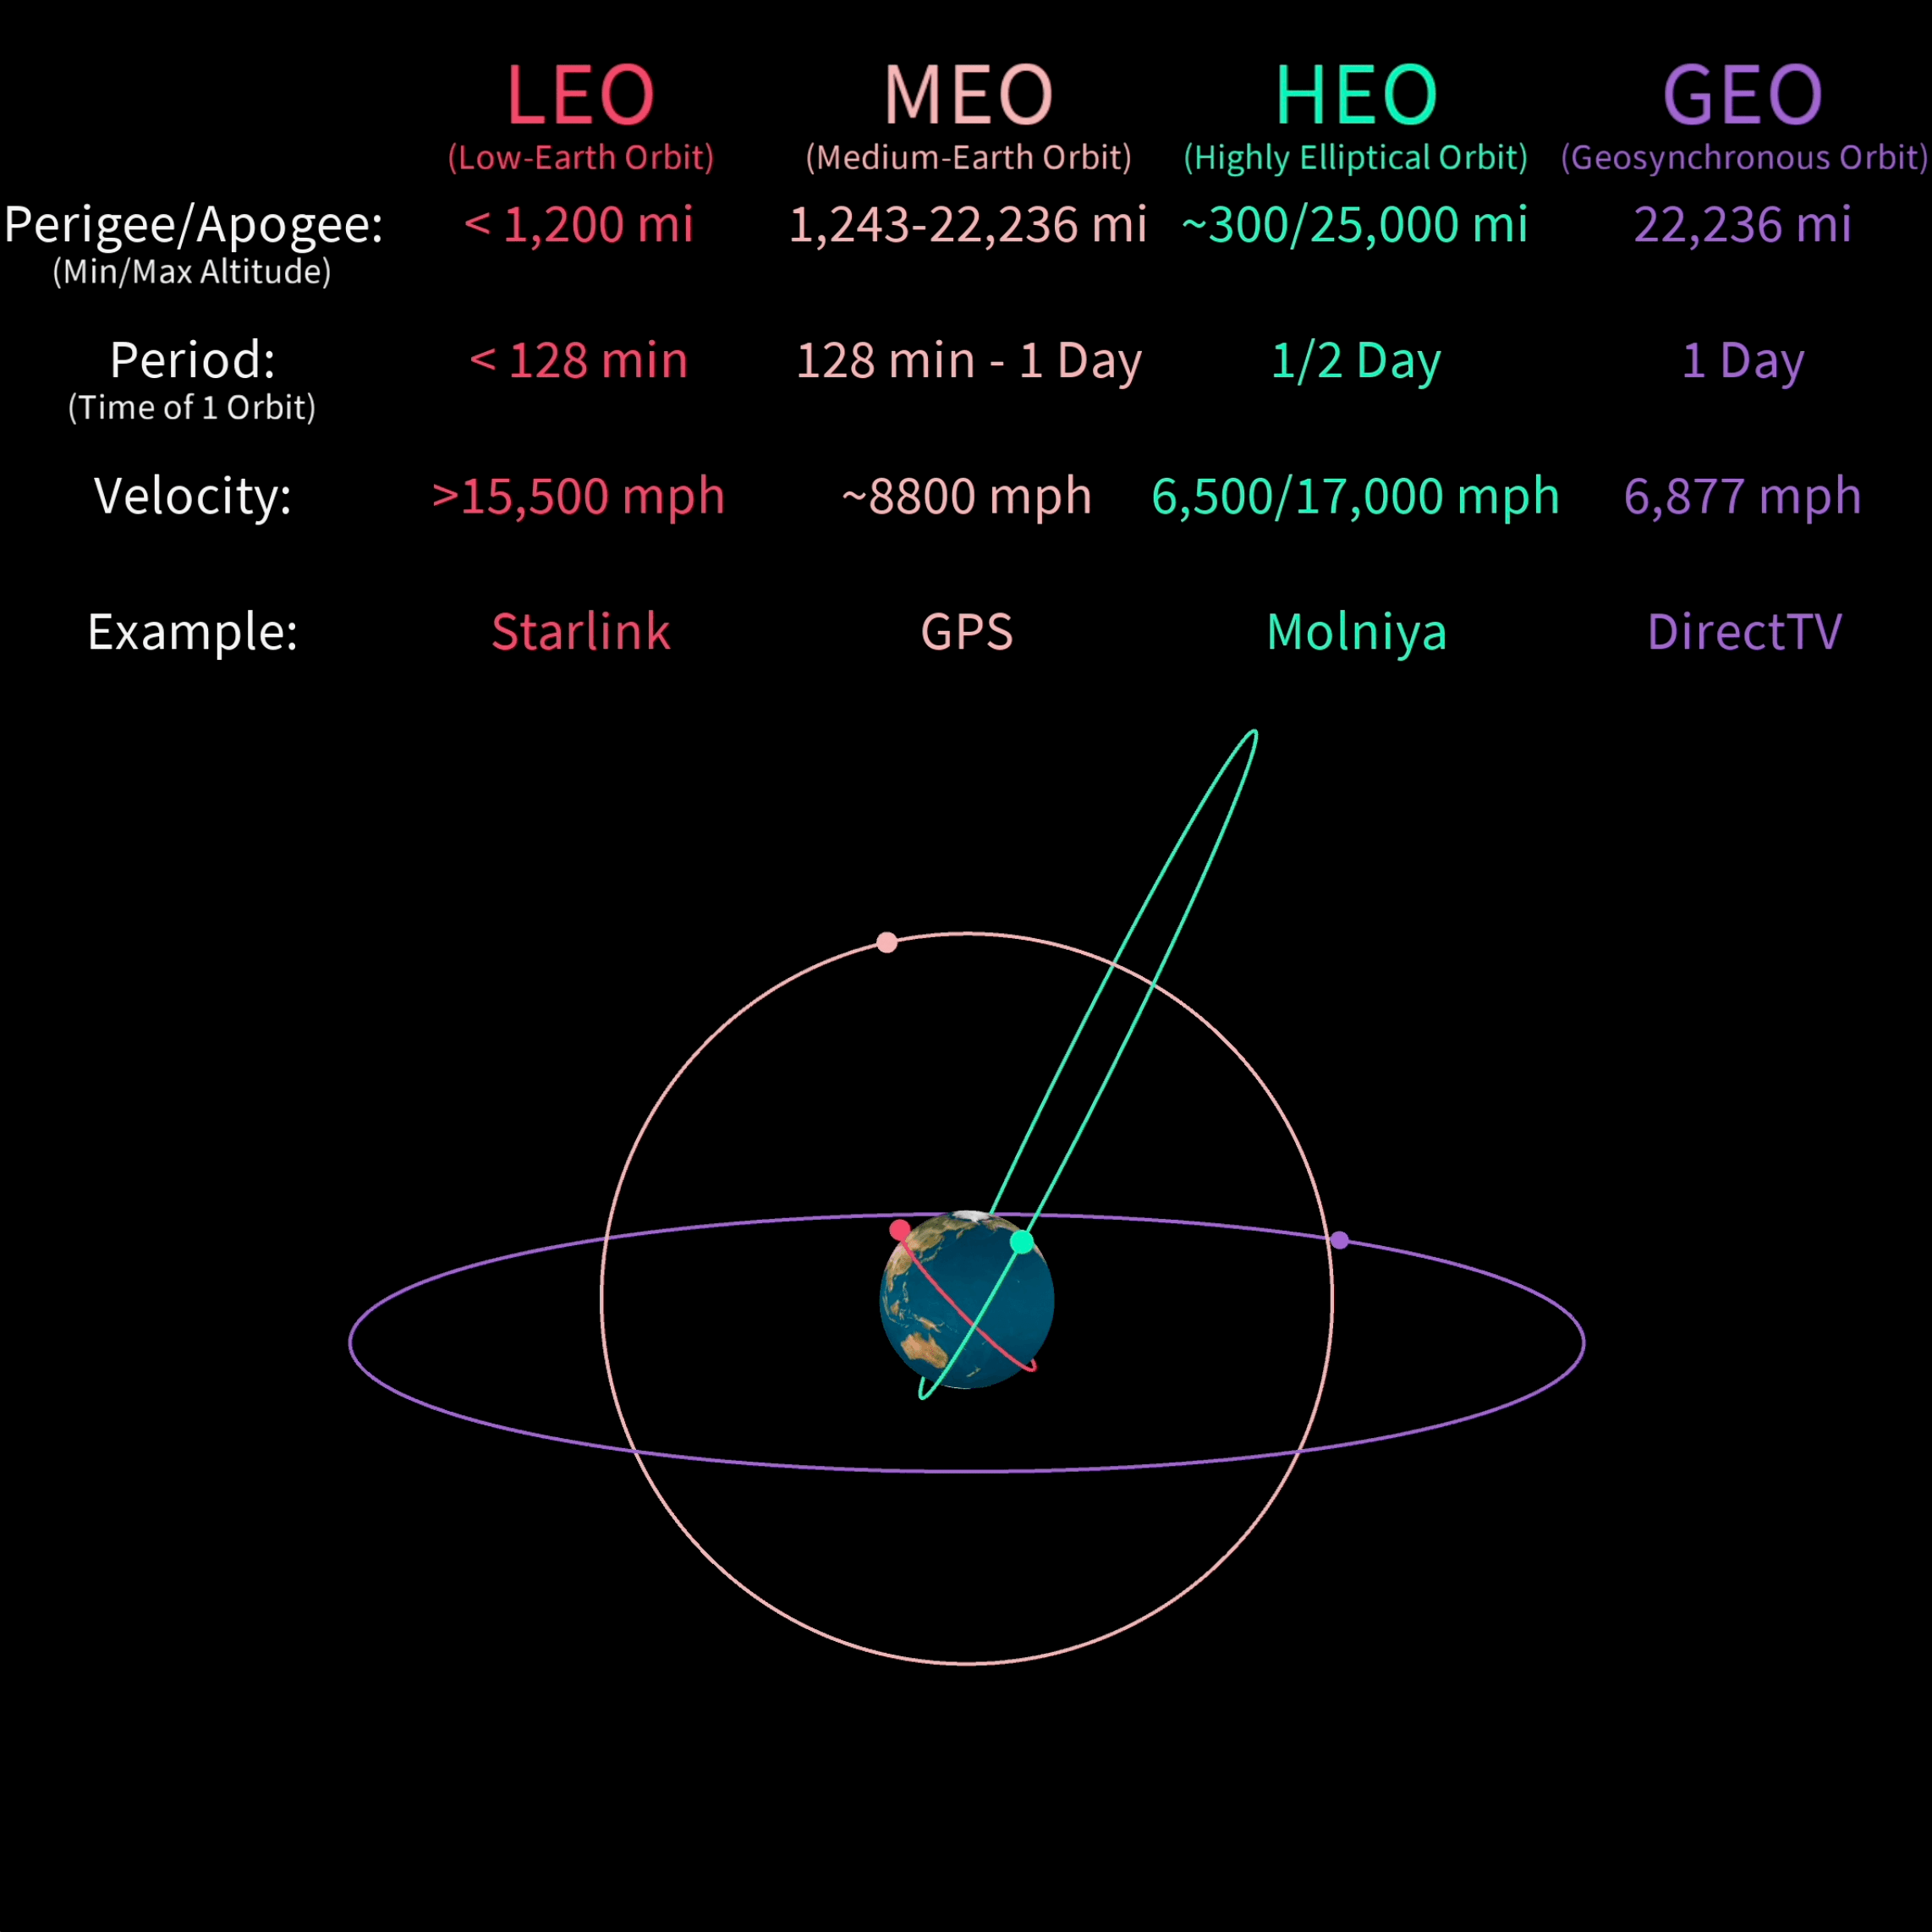 LEO MEO HEO GEO
(Low-Earth Orbit) (Medium-Earth Orbit) (Highly Elliptical Orbit) (Geosynchronous Orbit)
Perigee/Apogee: < 1,200 mi 1,243-22,236 mi ~300/25,000 mi 22,236 mi
(Min/Max Altitude)
Period: < 128 min 128 min - 1 Day 1/2 Day 1 Day
(Time of 1 Orbit)
Velocity: >15,500 mph ~8800 mph 6,500/17,000 mph 6,877 mph
Example: Starlink GPS Molniya DirectTV